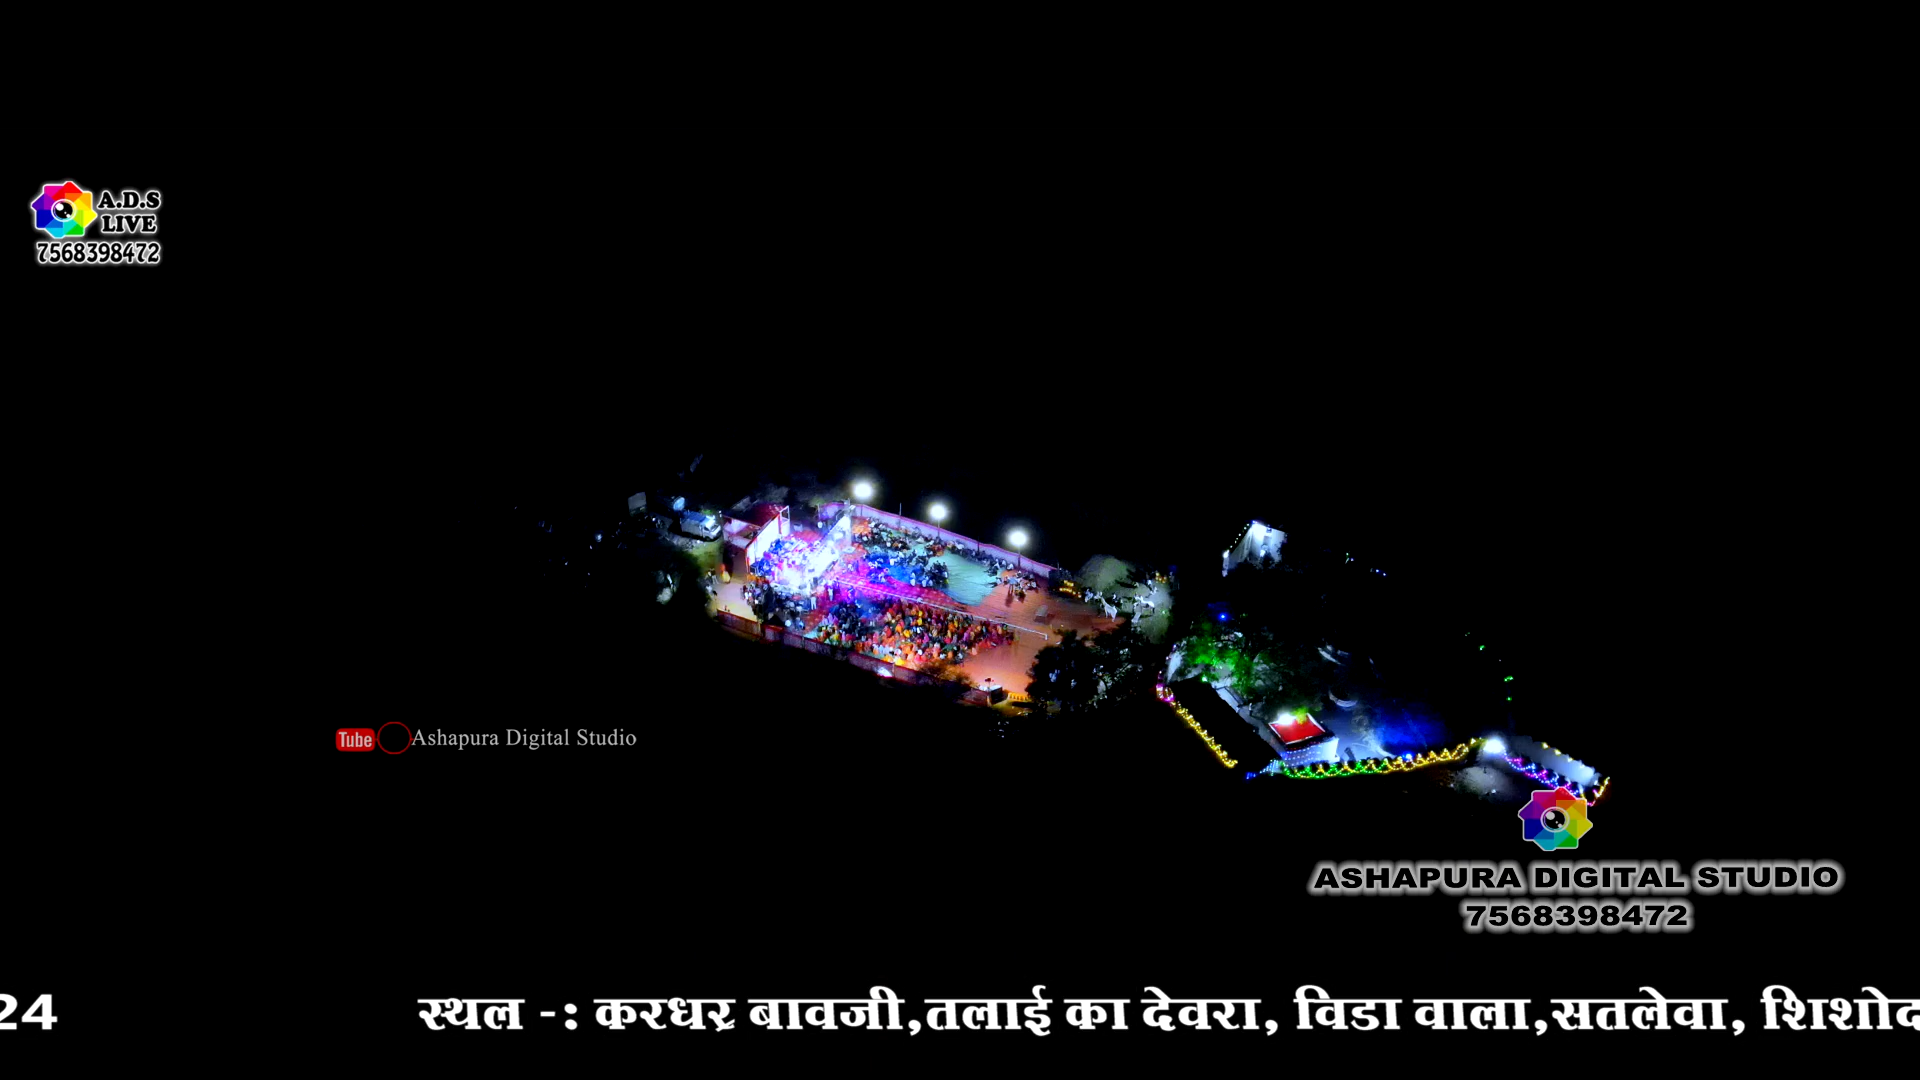 A.D.S
LIVE
7568398472
Tube Ashapura Digital Studio
ASHAPURA DIGITAL STUDIO
7568398472
24 स्थल -: करधर बावजी,तलाई का देवरा, विडा वाला,सतलेवा, शिशोद